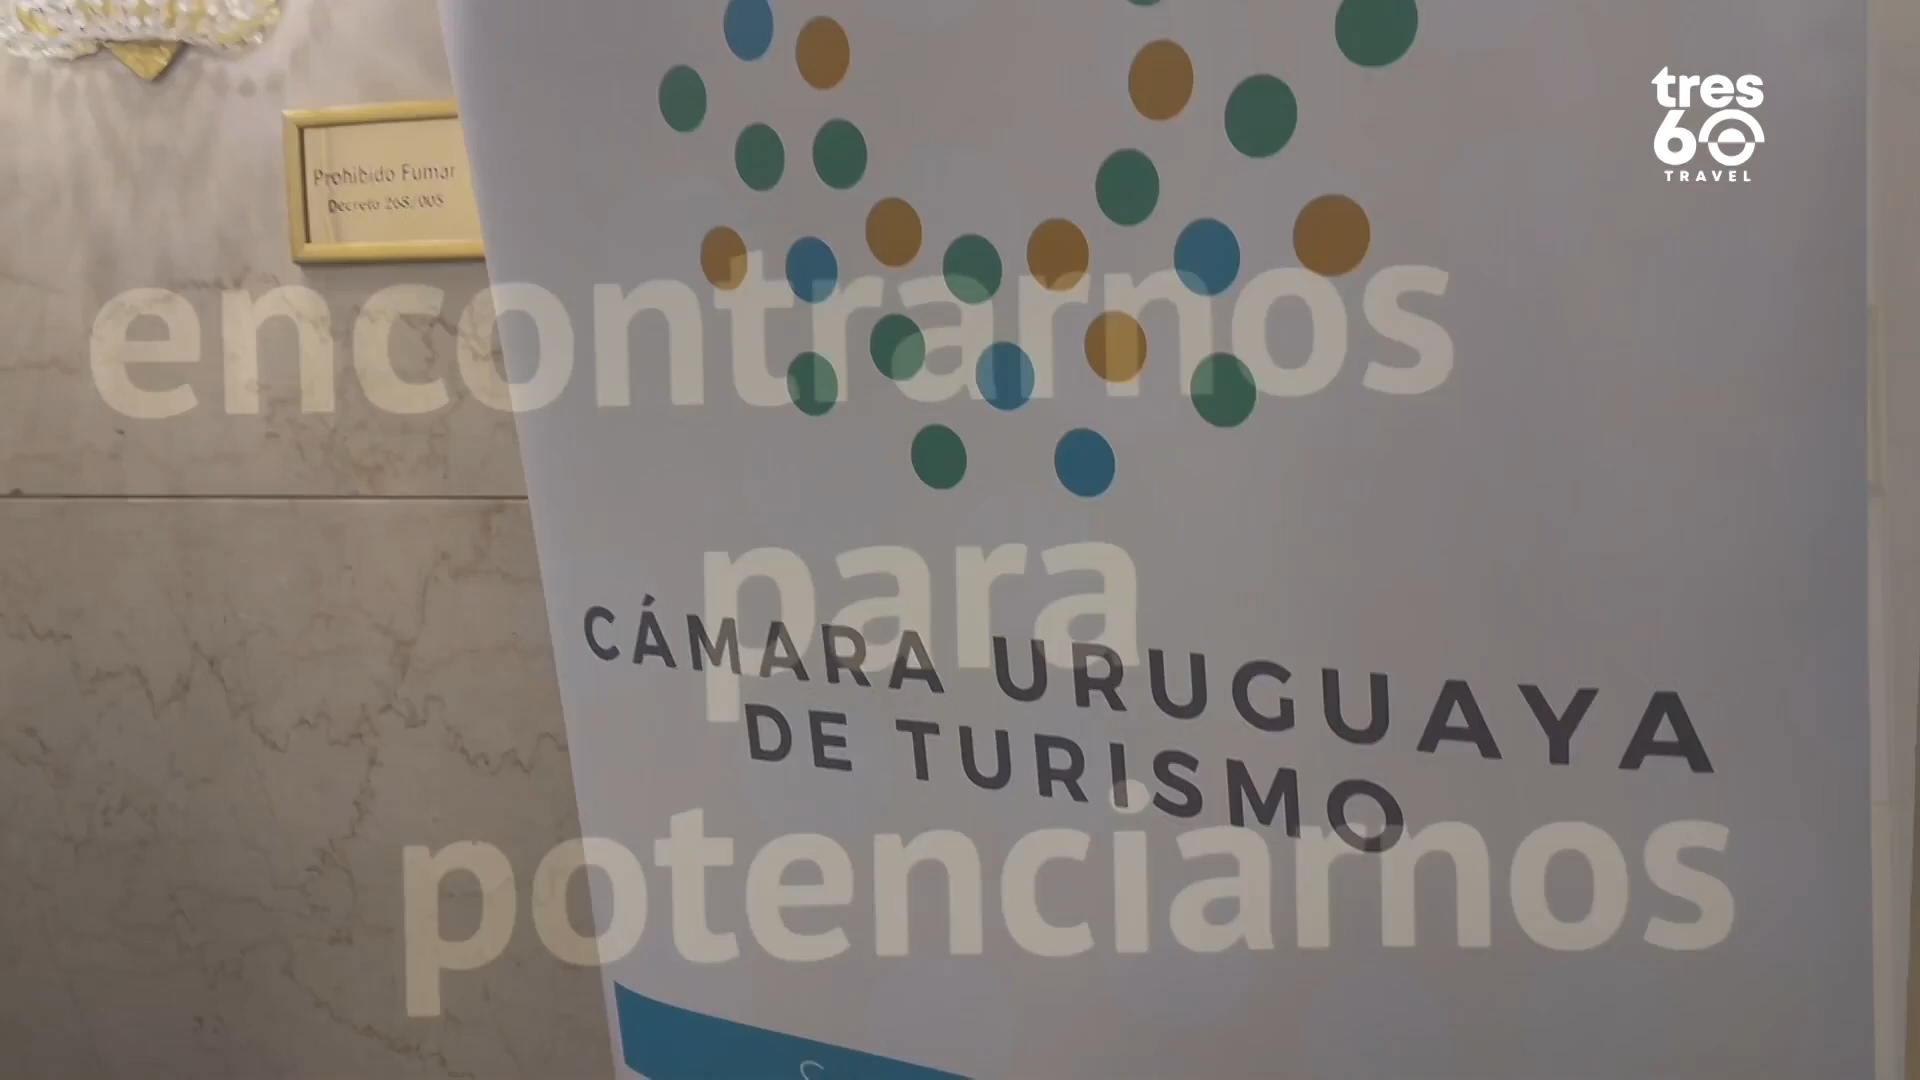 tres
60
TRAVEL
Prohibido Fumar
Decreto 268/005
encontrarnos
para
potenciarnos
CÁMARA URUGUAYA
DE TURISMO